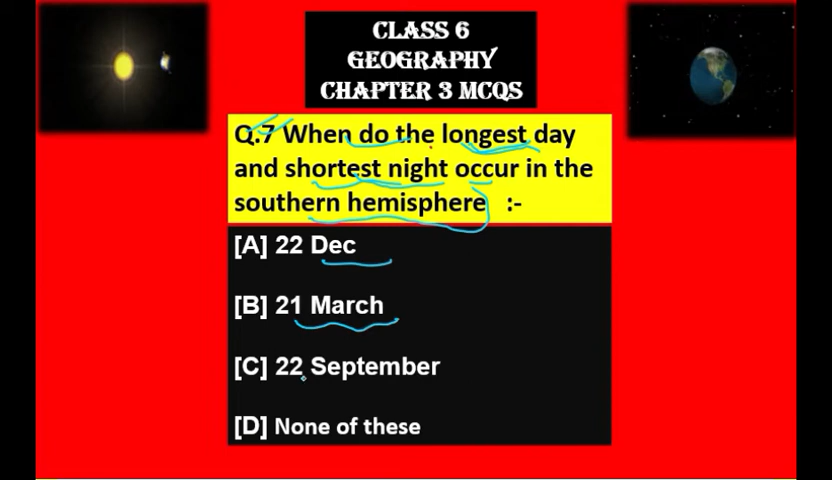 CLASS 6
GEOGRAPHY
CHAPTER 3 MCQS
Q.7 When do the longest day
and shortest night occur in the
southern hemisphere :-
[A] 22 Dec
[B] 21 March
[C] 22 September
[D] None of these